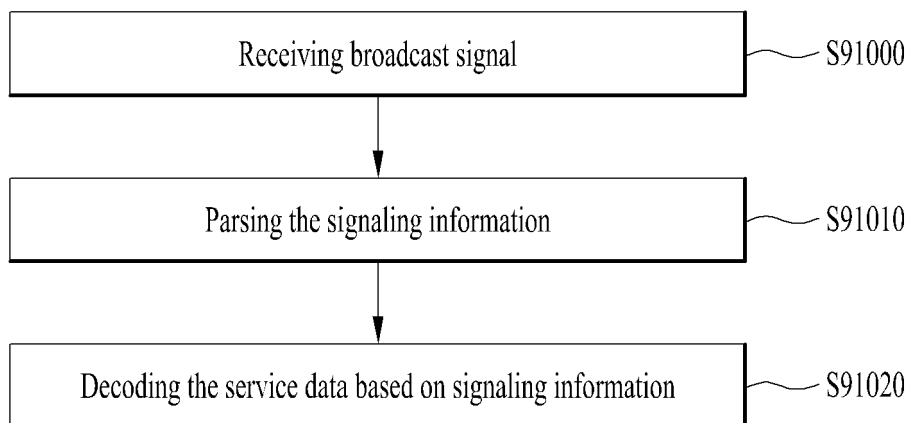 Receiving broadcast signal
S91000
Parsing the signaling information
S91010
Decoding the service data based on signaling information
S91020